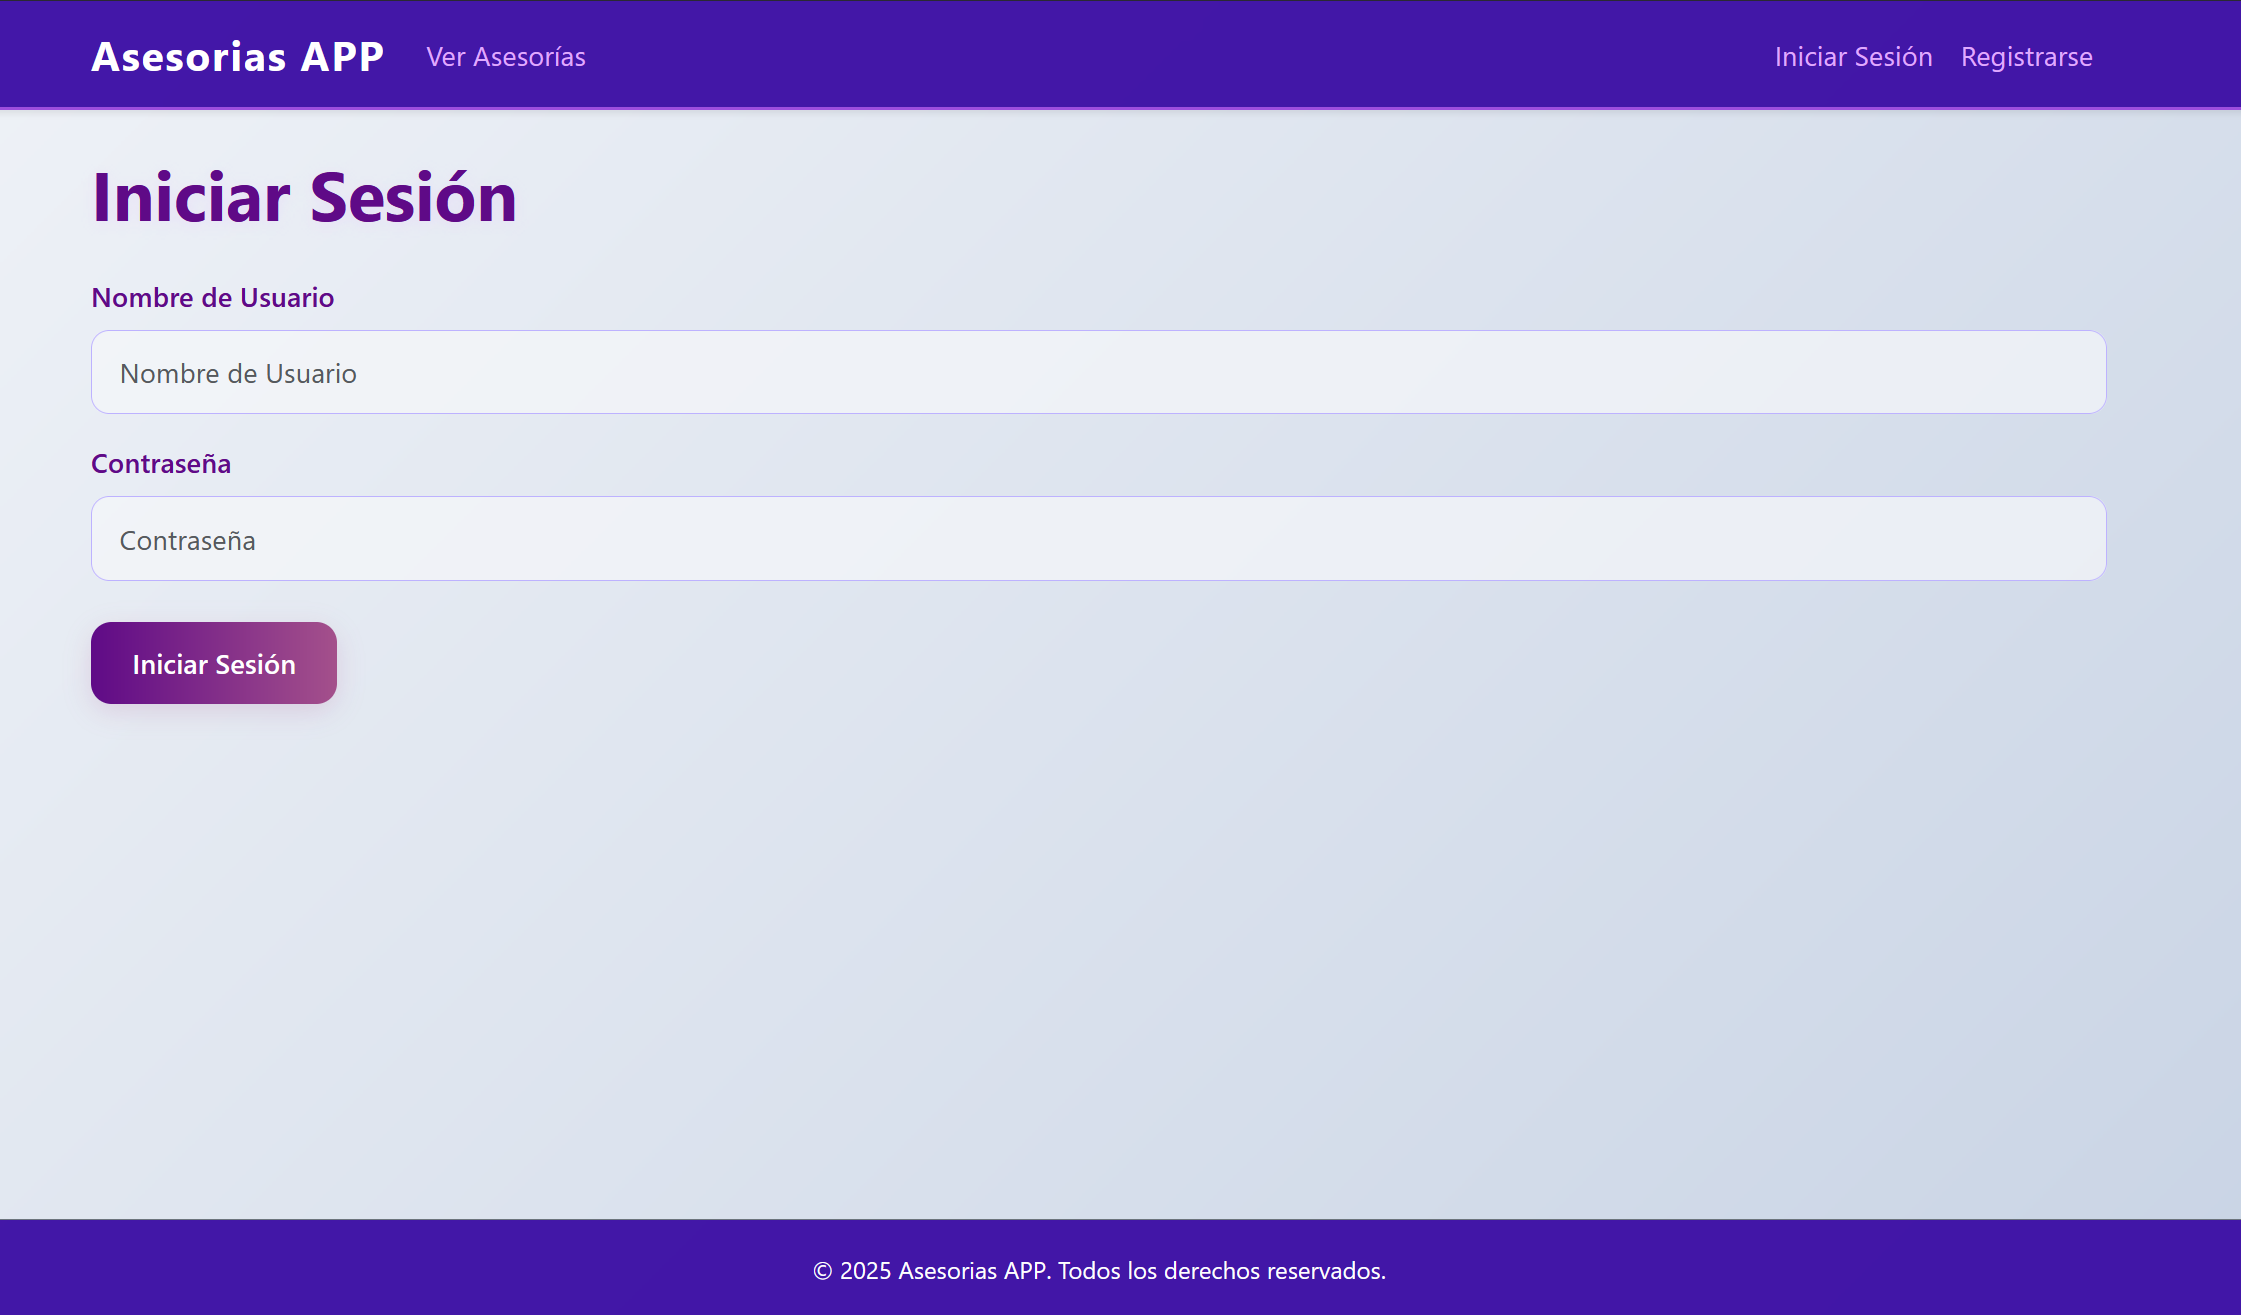 Asesorias APP
Ver Asesorías
Iniciar Sesión
Registrarse
Iniciar Sesión
Nombre de Usuario
Nombre de Usuario
Contraseña
Contraseña
Iniciar Sesión
© 2025 Asesorias APP. Todos los derechos reservados.